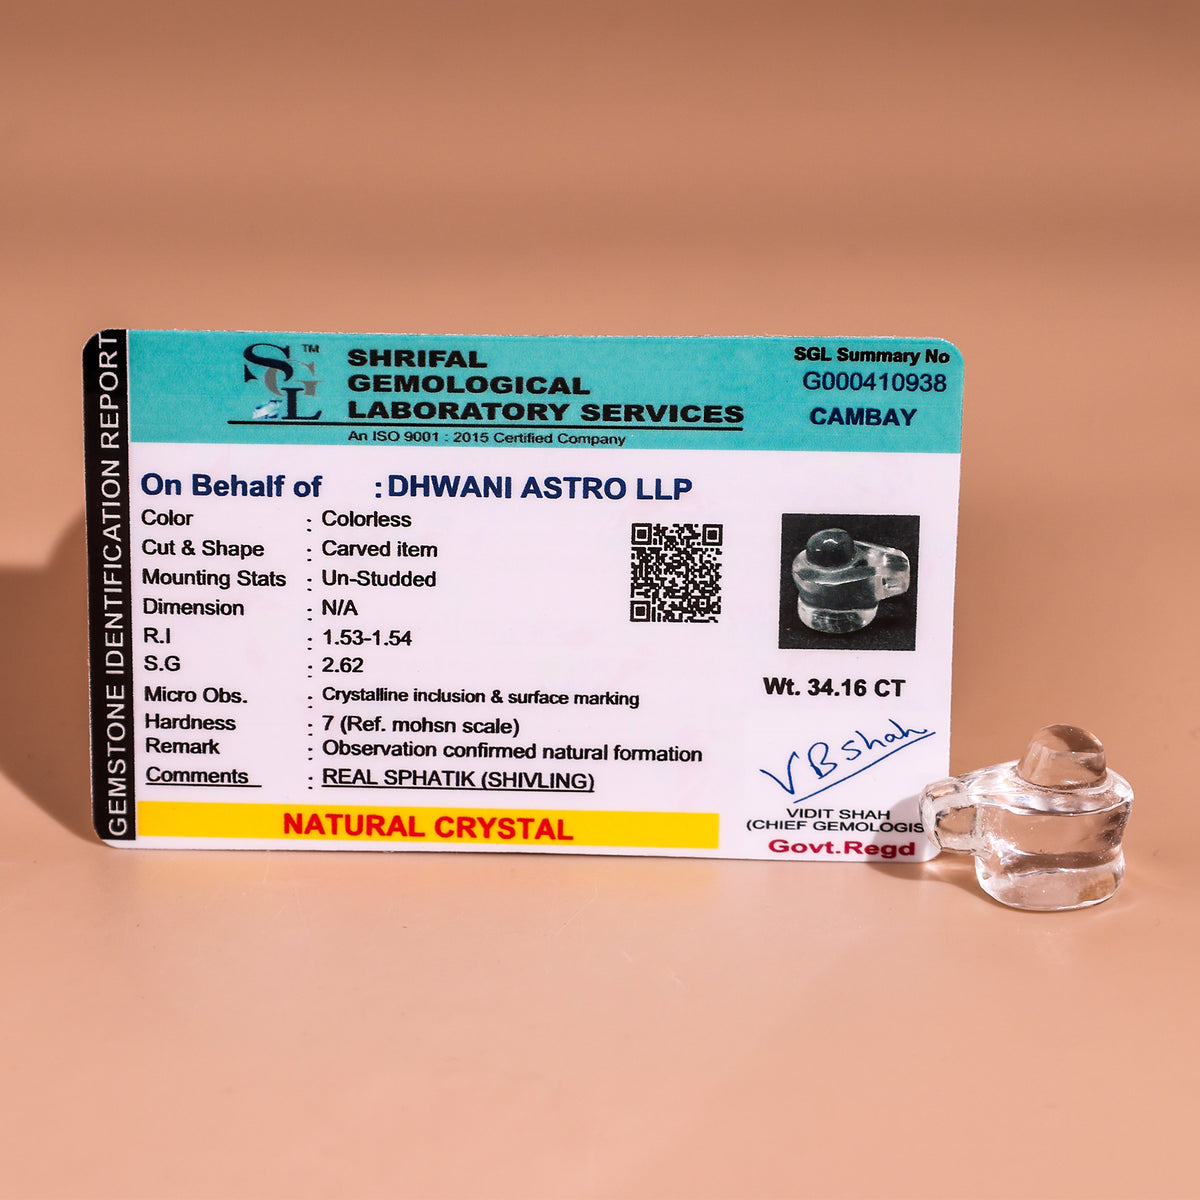 GEMSTONE IDENTIFICATION REPORT
SGL
TM
SHRIFAL
GEMOLOGICAL
LABORATORY SERVICES
An ISO 9001 : 2015 Certified Company
SGL Summary No
G000410938
CAMBAY
On Behalf of : DHWANI ASTRO LLP
Color : Colorless
Cut & Shape : Carved item
Mounting Stats : Un-Studded
Dimension : N/A
R.I : 1.53-1.54
S.G : 2.62
Micro Obs. : Crystalline inclusion & surface marking
Hardness : 7 (Ref. mohsn scale)
Remark : Observation confirmed natural formation
Comments : REAL SPHATIK (SHIVLING)
NATURAL CRYSTAL
Wt. 34.16 CT
VBShah
VIDIT SHAH
(CHIEF GEMOLOGIS
Govt.Regd